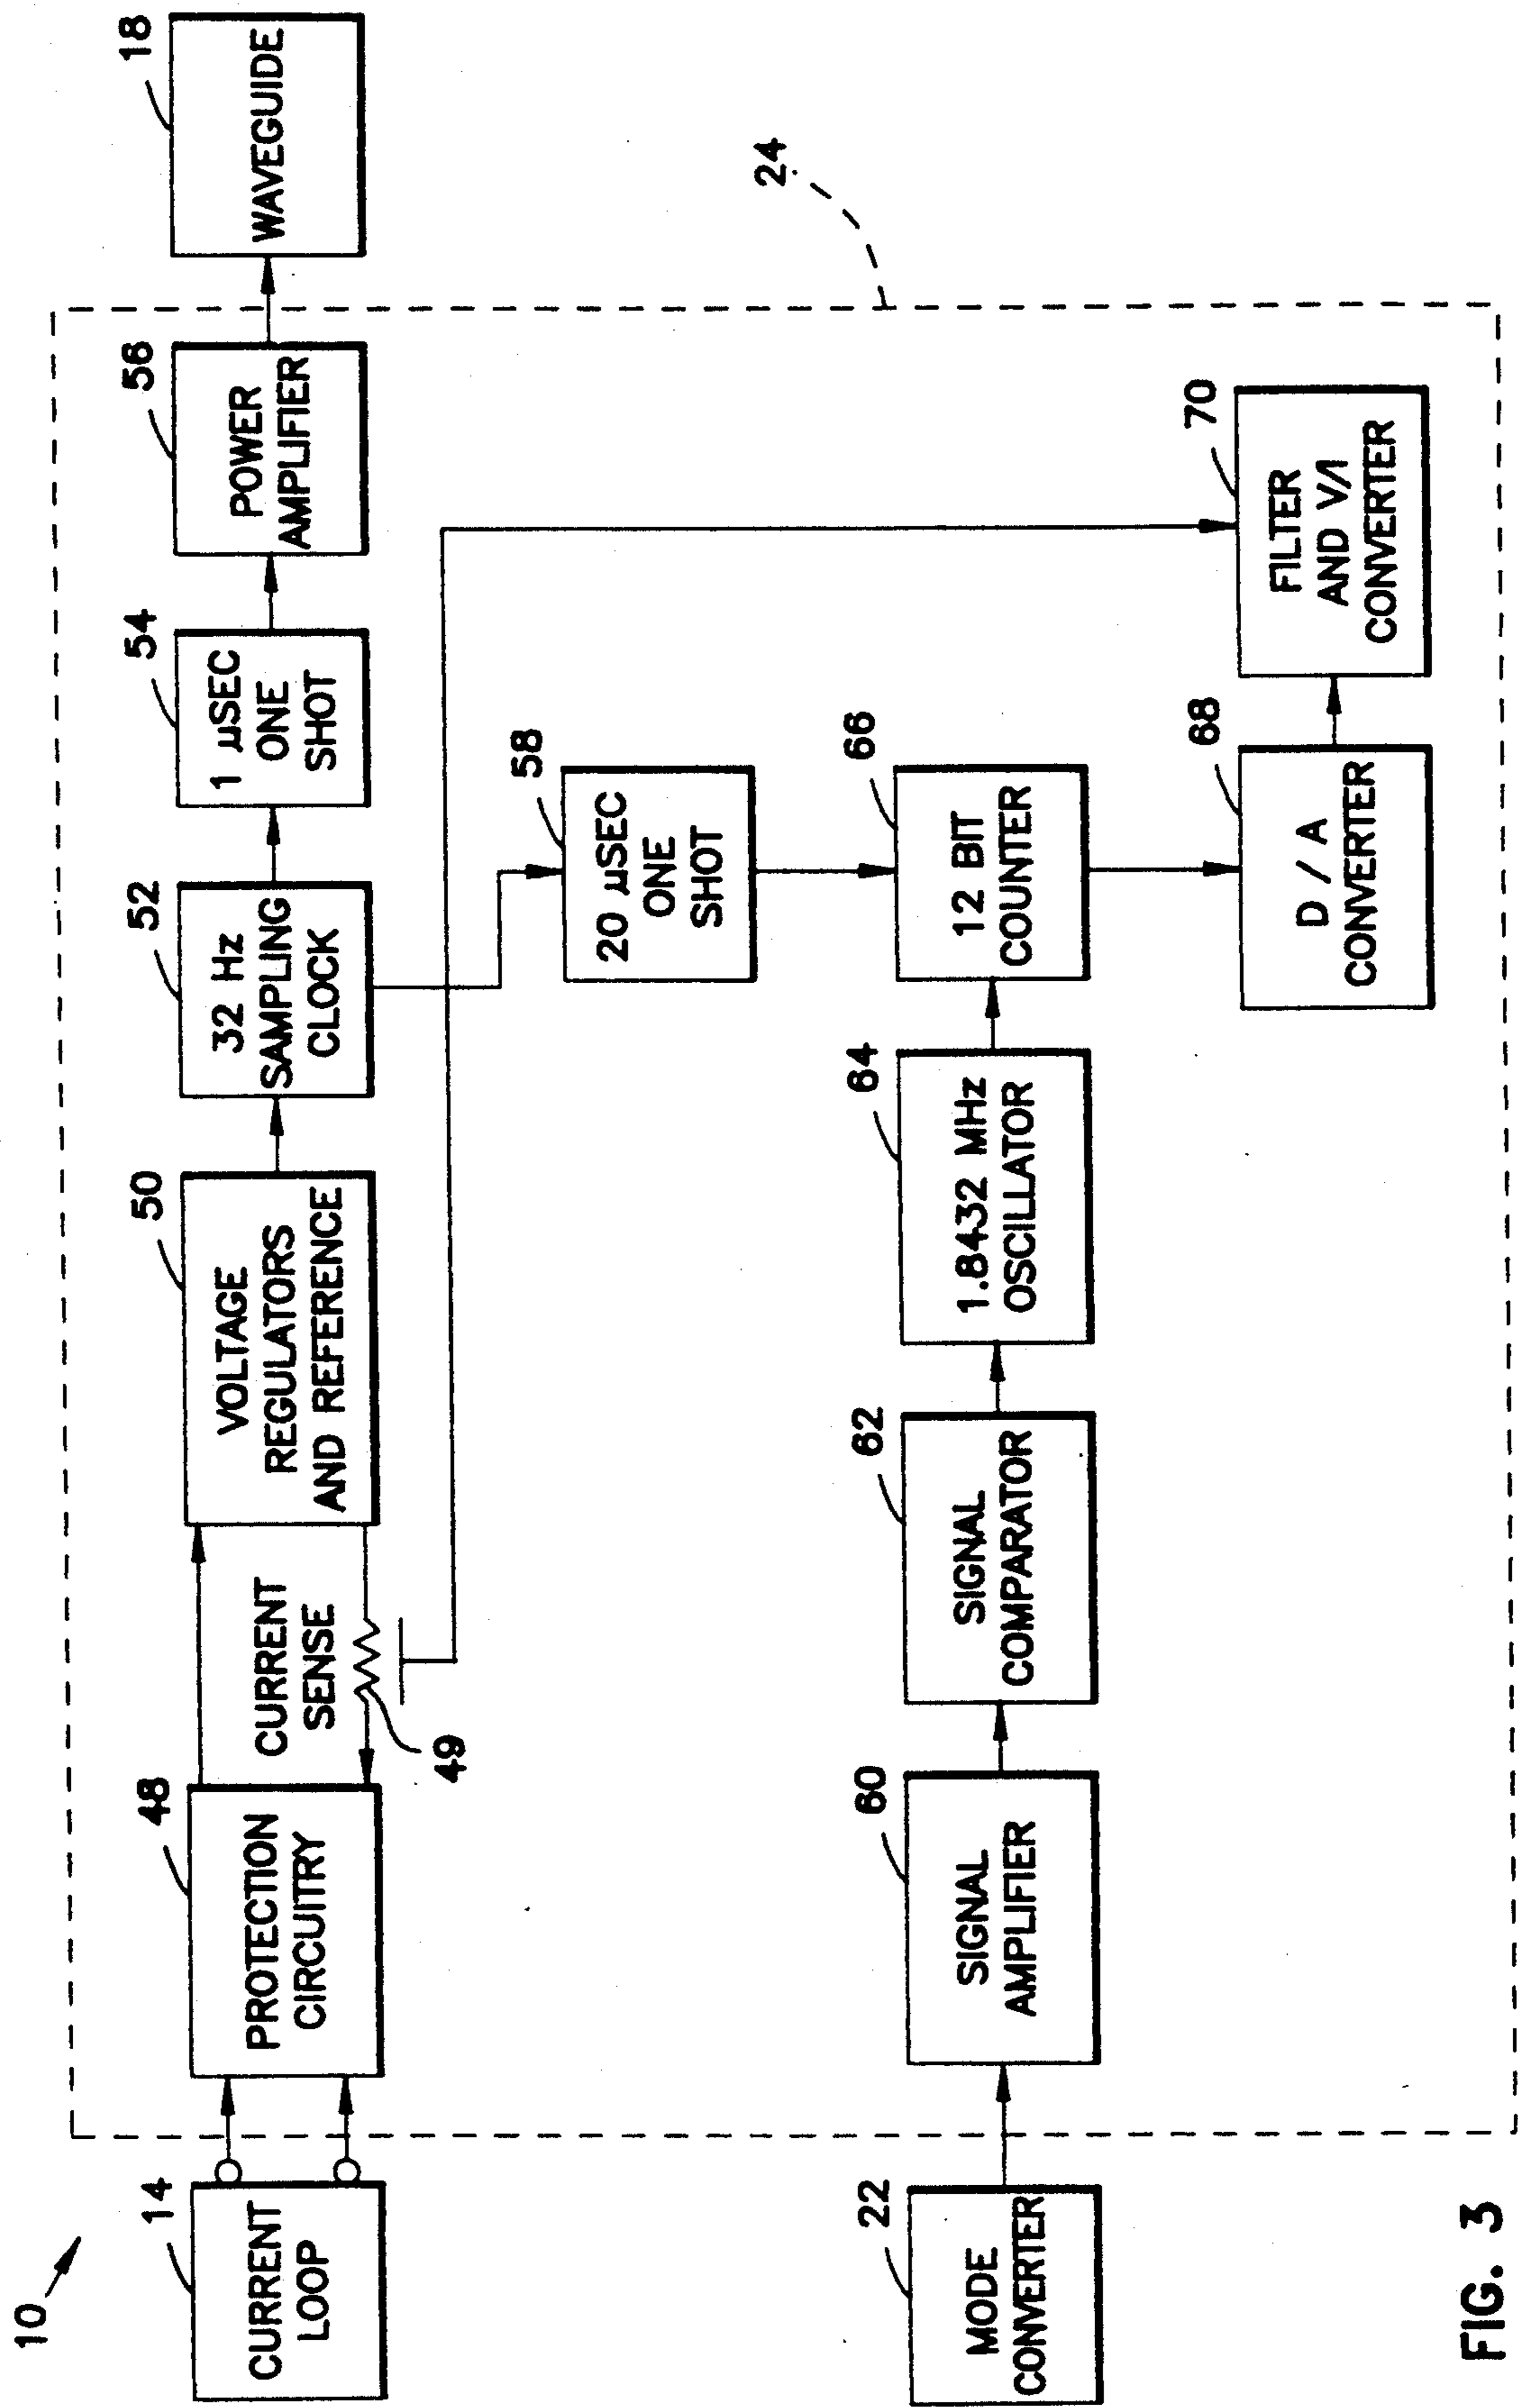 10
14
CURRENT
LOOP
48
PROTECTION
CIRCUITRY
CURRENT
SENSE
49
50
VOLTAGE
REGULATORS
AND REFERENCE
52
32 Hz
SAMPLING
CLOCK
54
1 µSEC
ONE
SHOT
56
POWER
AMPLIFIER
18
WAVEGUIDE
24
58
20 µSEC
ONE
SHOT
22
MODE
CONVERTER
60
SIGNAL
AMPLIFIER
62
SIGNAL
COMPARATOR
64
1.8432 MHz
OSCILLATOR
66
12 BIT
COUNTER
68
D / A
CONVERTER
70
FILTER
AND V/I
CONVERTER
FIG. 3